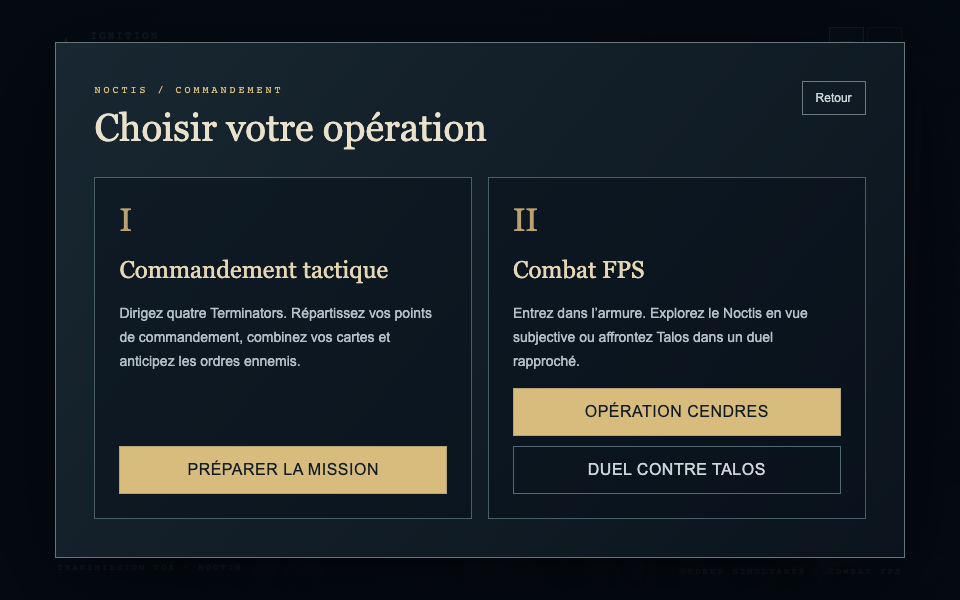 IGNITION
NOCTIS / COMMANDEMENT
Choisir votre opération
Retour
I
Commandement tactique
Dirigez quatre Terminators. Répartissez vos points
de commandement, combinez vos cartes et
anticipez les ordres ennemis.
PRÉPARER LA MISSION
II
Combat FPS
Entrez dans l’armure. Explorez le Noctis en vue
subjective ou affrontez Talos dans un duel
rapproché.
OPÉRATION CENDRES
DUEL CONTRE TALOS